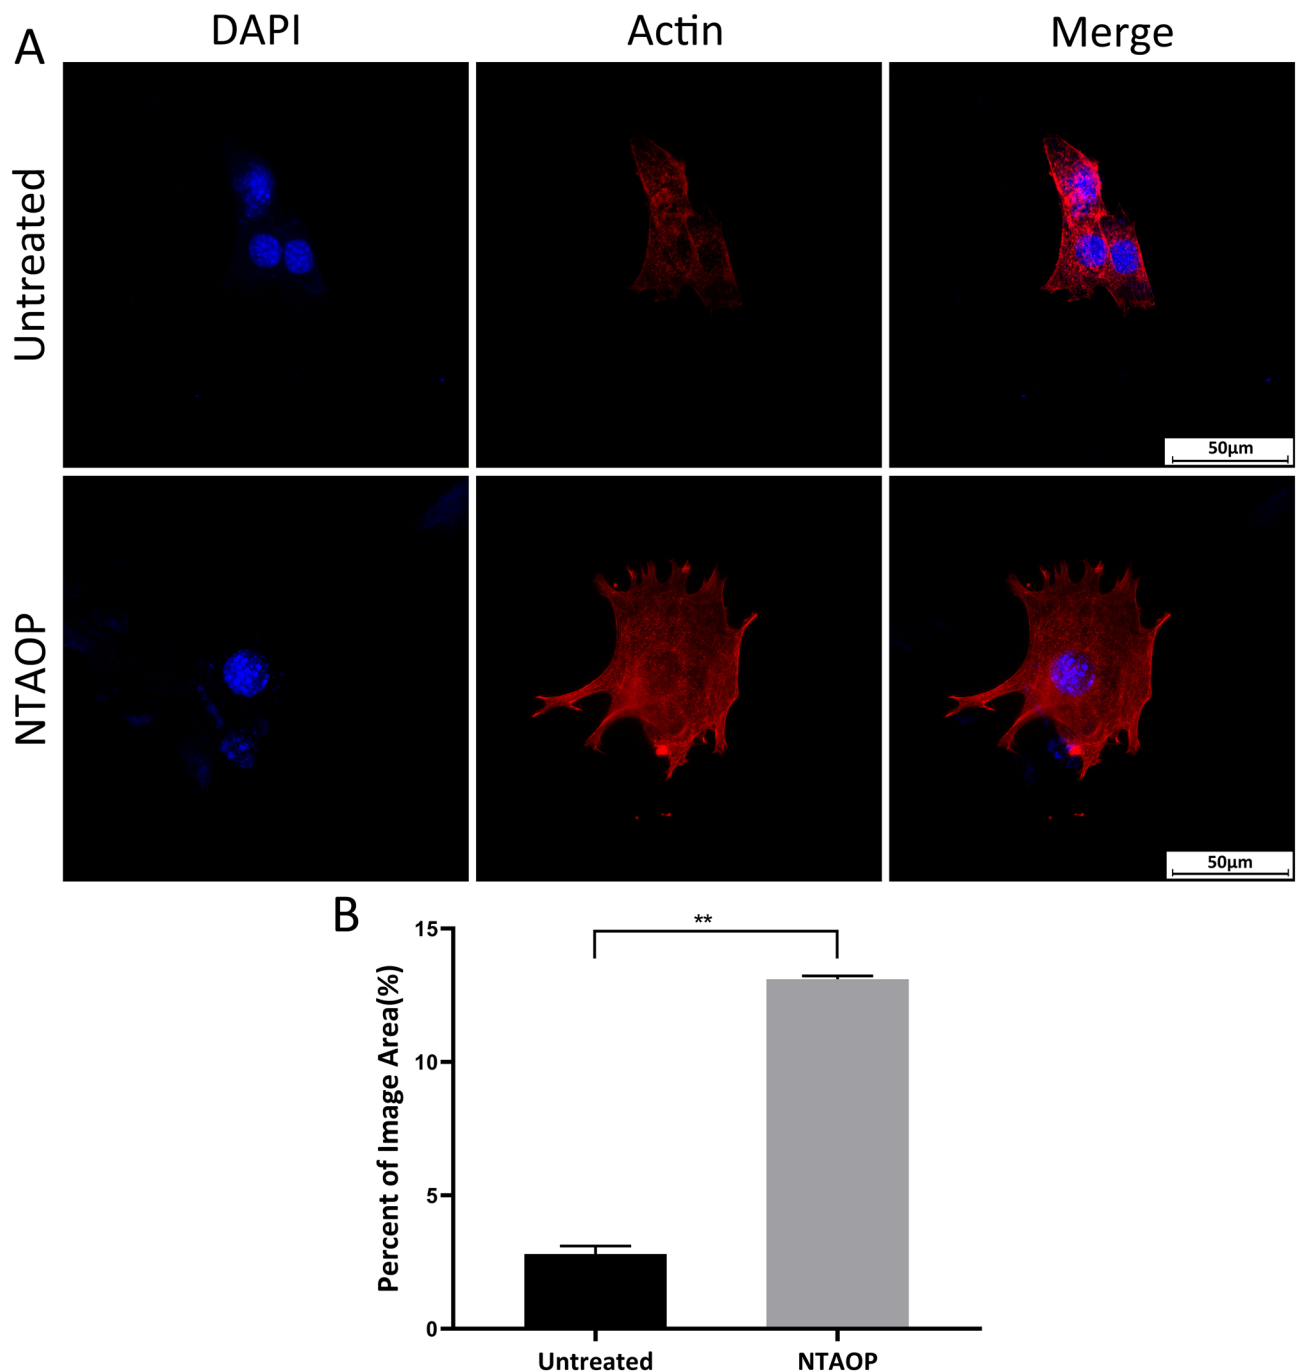 A
DAPI
Actin
Merge
Untreated
50µm
NTAOP
50µm
B
**
Percent of Image Area(%)
15
10
5
0
Untreated
NTAOP